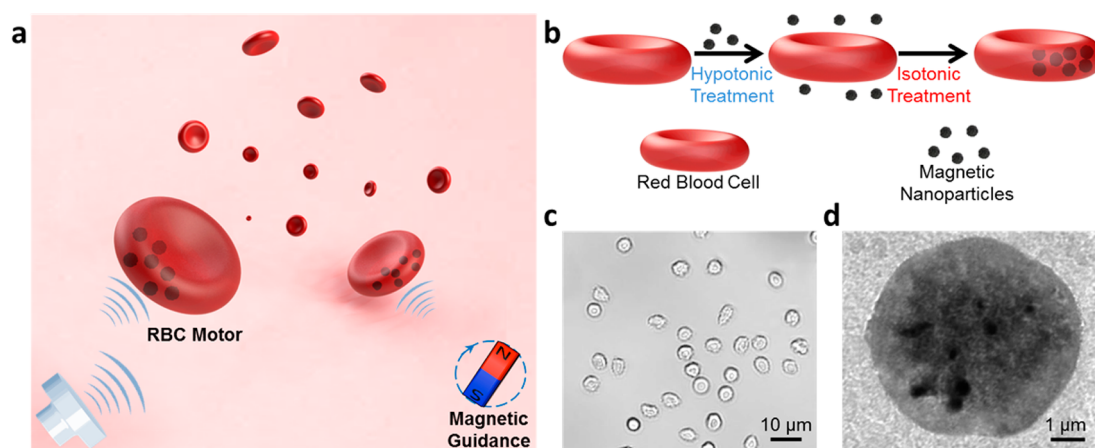 a
RBC Motor
N
S
Magnetic
Guidance
b
Hypotonic
Treatment
Isotonic
Treatment
Red Blood Cell
Magnetic
Nanoparticles
c
10 μm
d
1 μm